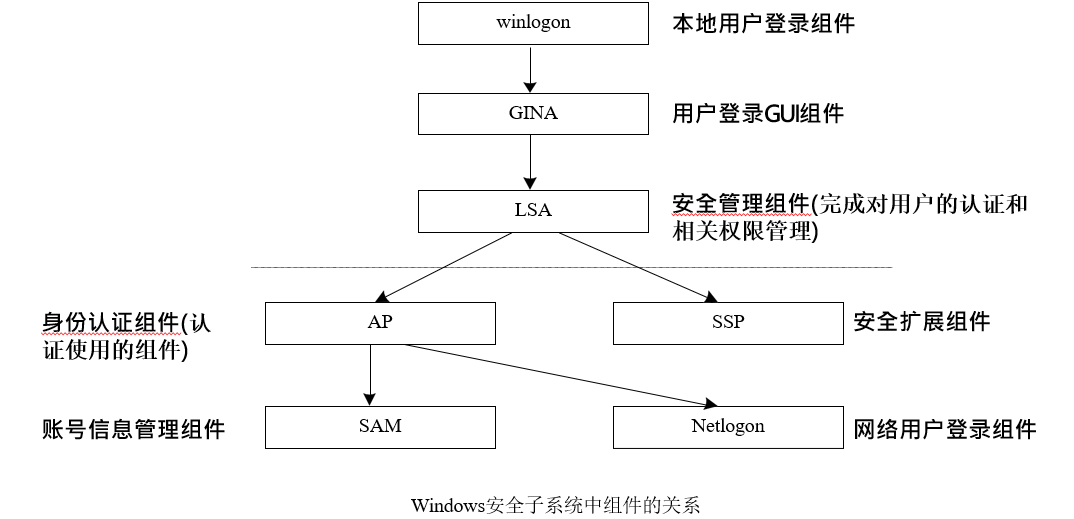 winlogon
本地用户登录组件
GINA
用户登录GUI组件
LSA
安全管理组件(完成对用户的认证和
相关权限管理)
身份认证组件(认
证使用的组件)
AP
SSP
安全扩展组件
账号信息管理组件
SAM
Netlogon
网络用户登录组件
Windows安全子系统中组件的关系